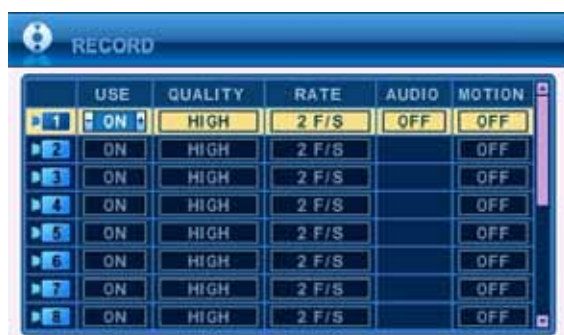 RECORD
USE QUALITY RATE AUDIO MOTION
1 - ON + HIGH 2 F/S OFF OFF
2 ON HIGH 2 F/S OFF
3 ON HIGH 2 F/S OFF
4 ON HIGH 2 F/S OFF
5 ON HIGH 2 F/S OFF
6 ON HIGH 2 F/S OFF
7 ON HIGH 2 F/S OFF
8 ON HIGH 2 F/S OFF